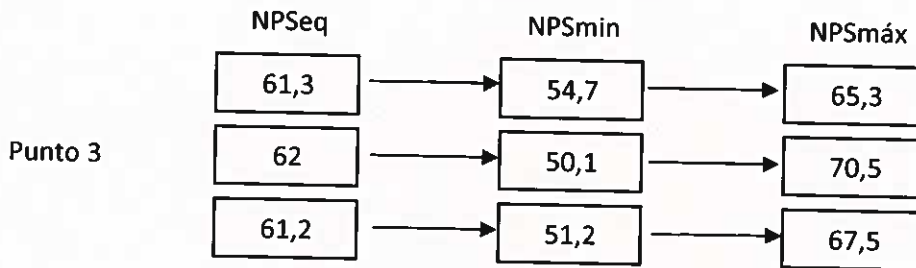 NPSeq NPSmin NPSmáx
61,3 54,7 65,3
Punto 3 62 50,1 70,5
61,2 51,2 67,5